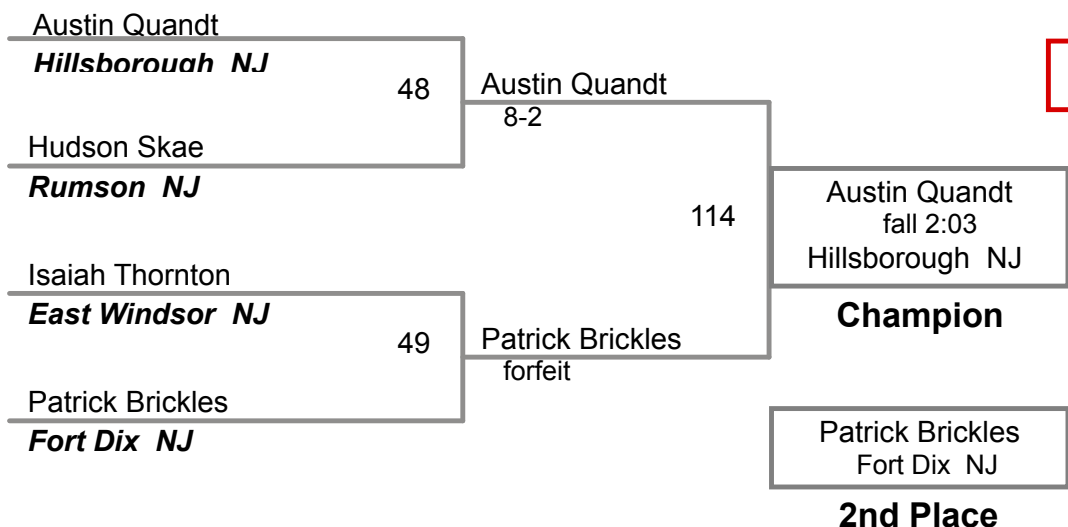 Austin Quandt
Hillsborough NJ
48
Austin Quandt
8-2
Hudson Skae
Rumson NJ
114
Austin Quandt
fall 2:03
Hillsborough NJ
Champion
Isaiah Thornton
East Windsor NJ
49
Patrick Brickles
forfeit
Patrick Brickles
Fort Dix NJ
Patrick Brickles
Fort Dix NJ
2nd Place